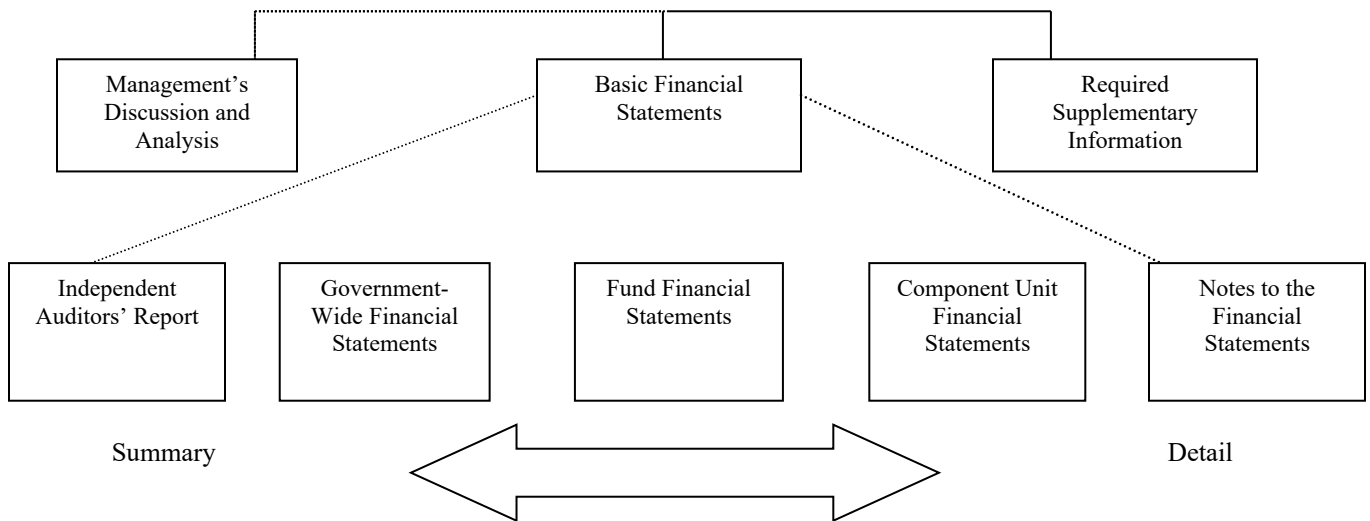 Management’s
Discussion and
Analysis
Basic Financial
Statements
Required
Supplementary
Information
Independent
Auditors’ Report
Government-
Wide Financial
Statements
Fund Financial
Statements
Component Unit
Financial
Statements
Notes to the
Financial
Statements
Summary
Detail